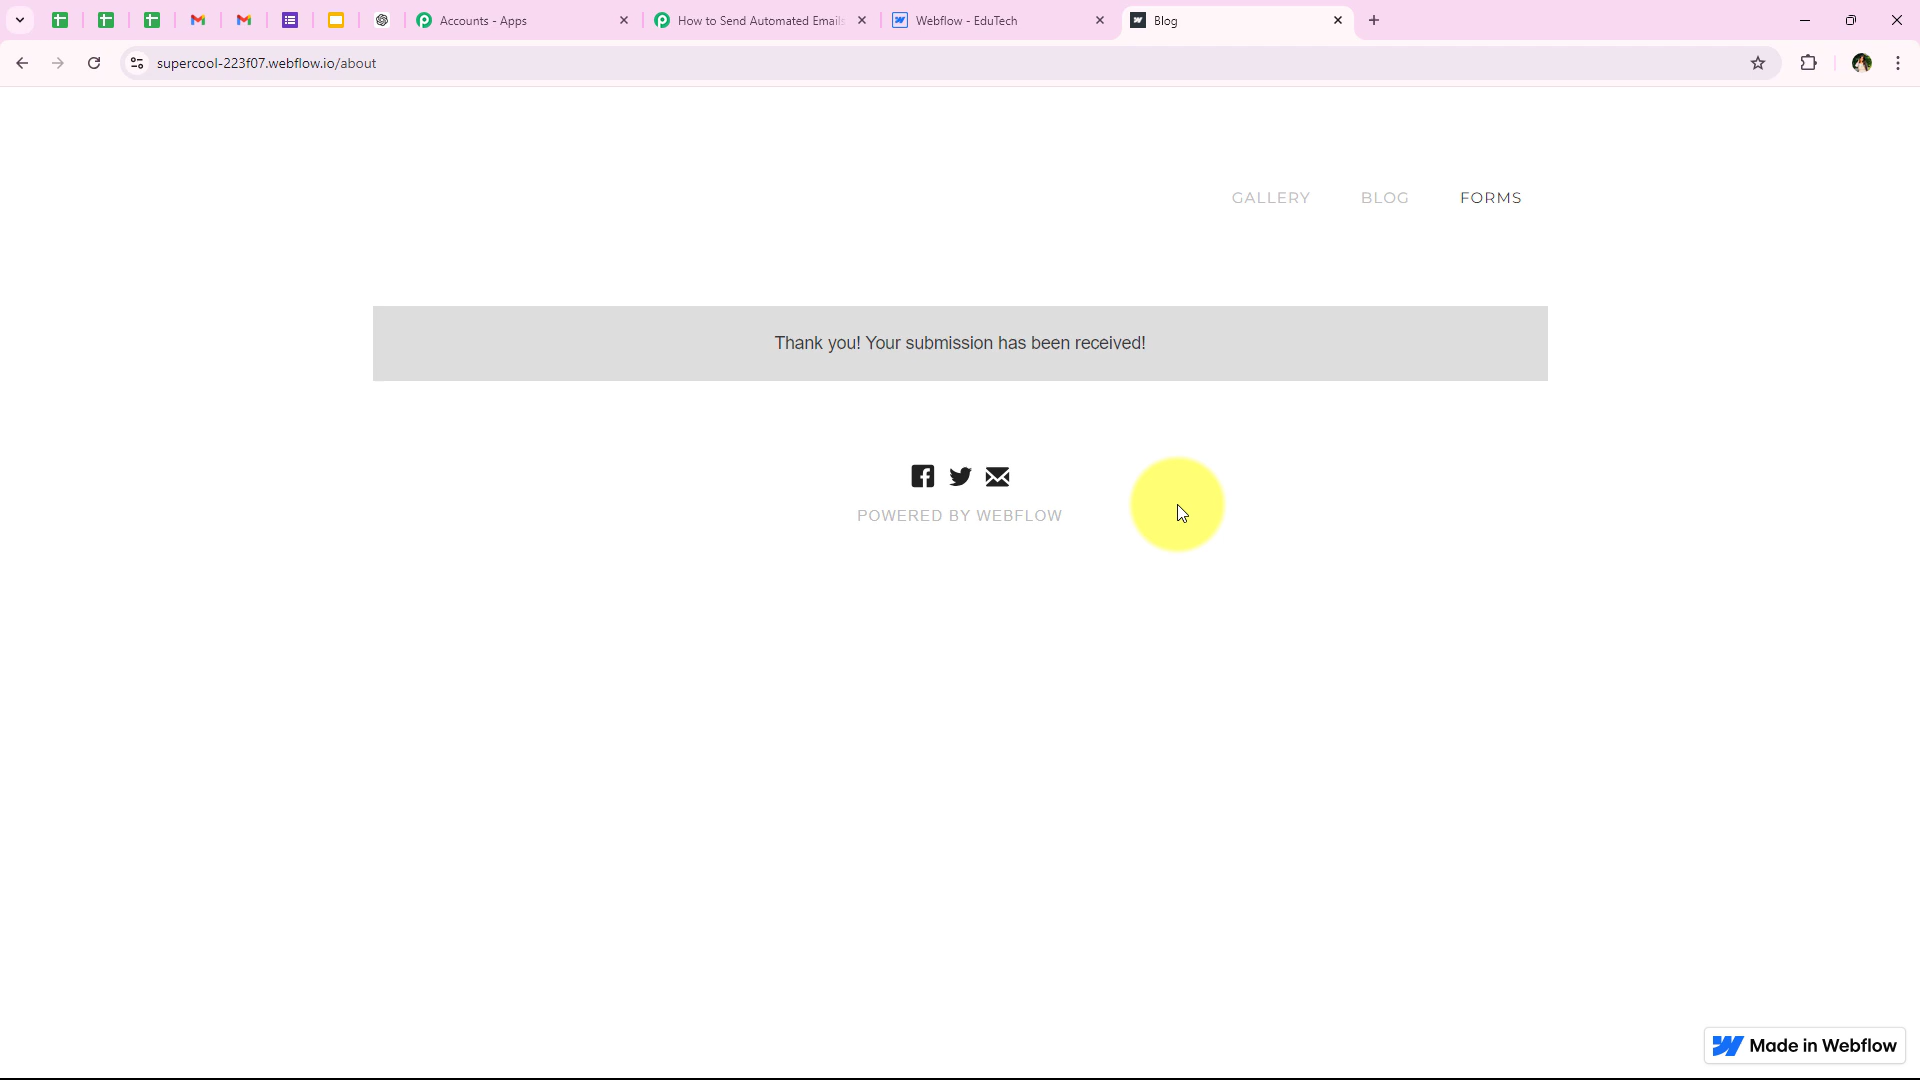 Accounts - Apps
How to Send Automated Emails
Webflow - EduTech
Blog
supercool-223f07.webflow.io/about
GALLERY
BLOG
FORMS
Thank you! Your submission has been received!
POWERED BY WEBFLOW
Made in Webflow